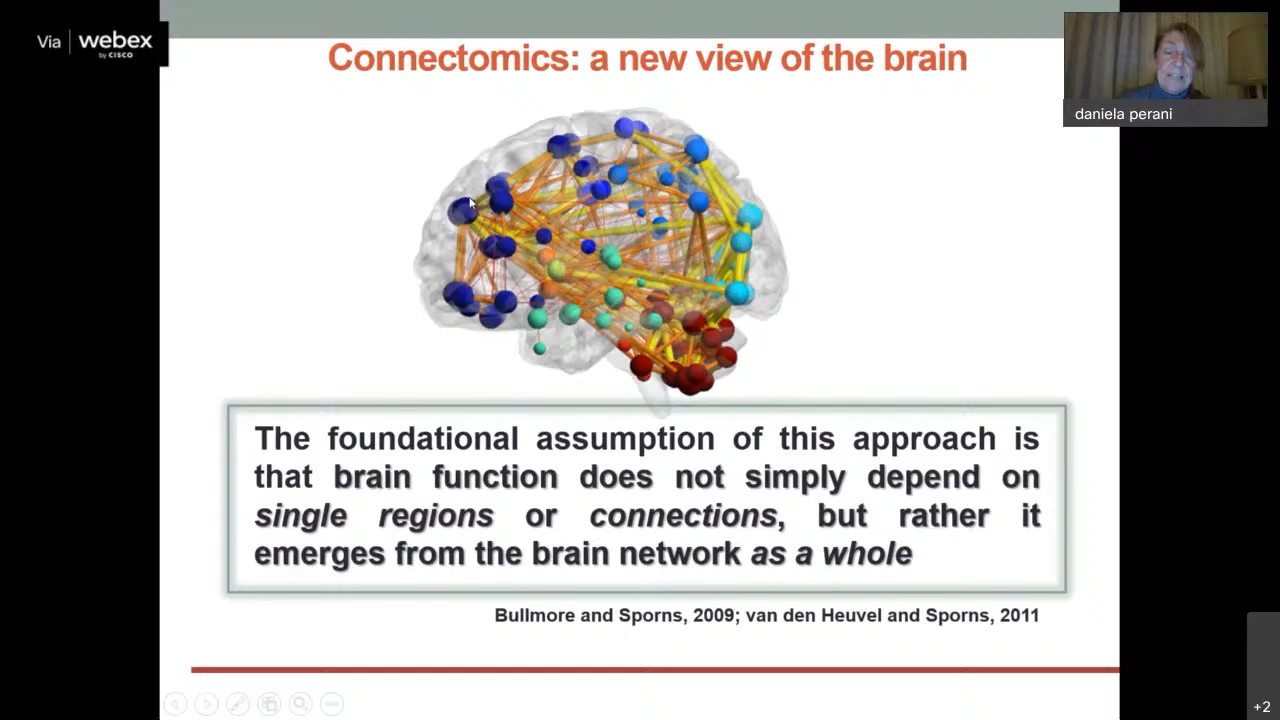 Via webex
by CISCO
Connectomics: a new view of the brain
daniela perani
The foundational assumption of this approach is
that brain function does not simply depend on
single regions or connections, but rather it
emerges from the brain network as a whole
Bullmore and Sporns, 2009; van den Heuvel and Sporns, 2011
+2